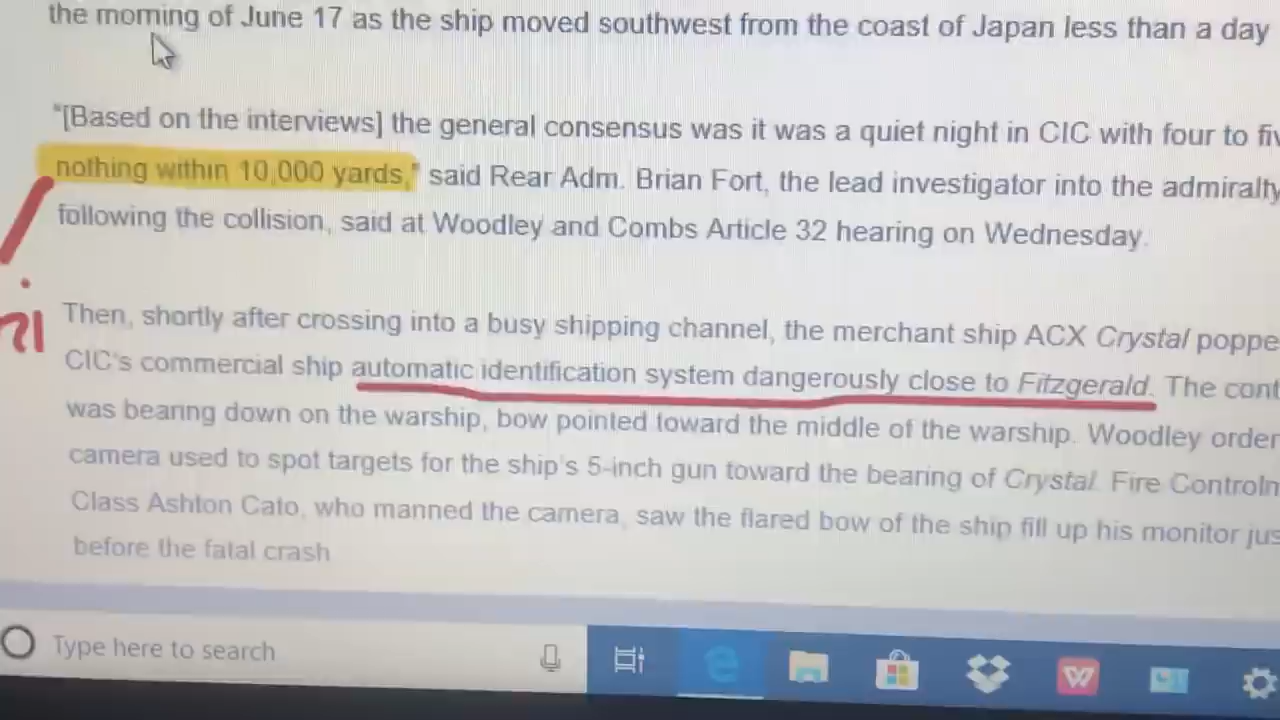 the morning of June 17 as the ship moved southwest from the coast of Japan less than a day
"[Based on the interviews] the general consensus was it was a quiet night in CIC with four to fiv
nothing within 10,000 yards," said Rear Adm. Brian Fort, the lead investigator into the admiralty
following the collision, said at Woodley and Combs Article 32 hearing on Wednesday.
Then, shortly after crossing into a busy shipping channel, the merchant ship ACX Crystal poppe
CIC's commercial ship automatic identification system dangerously close to Fitzgerald. The cont
was bearing down on the warship, bow pointed toward the middle of the warship. Woodley order
camera used to spot targets for the ship's 5-inch gun toward the bearing of Crystal. Fire Controln
Class Ashton Cato, who manned the camera, saw the flared bow of the ship fill up his monitor jus
before the fatal crash
Type here to search